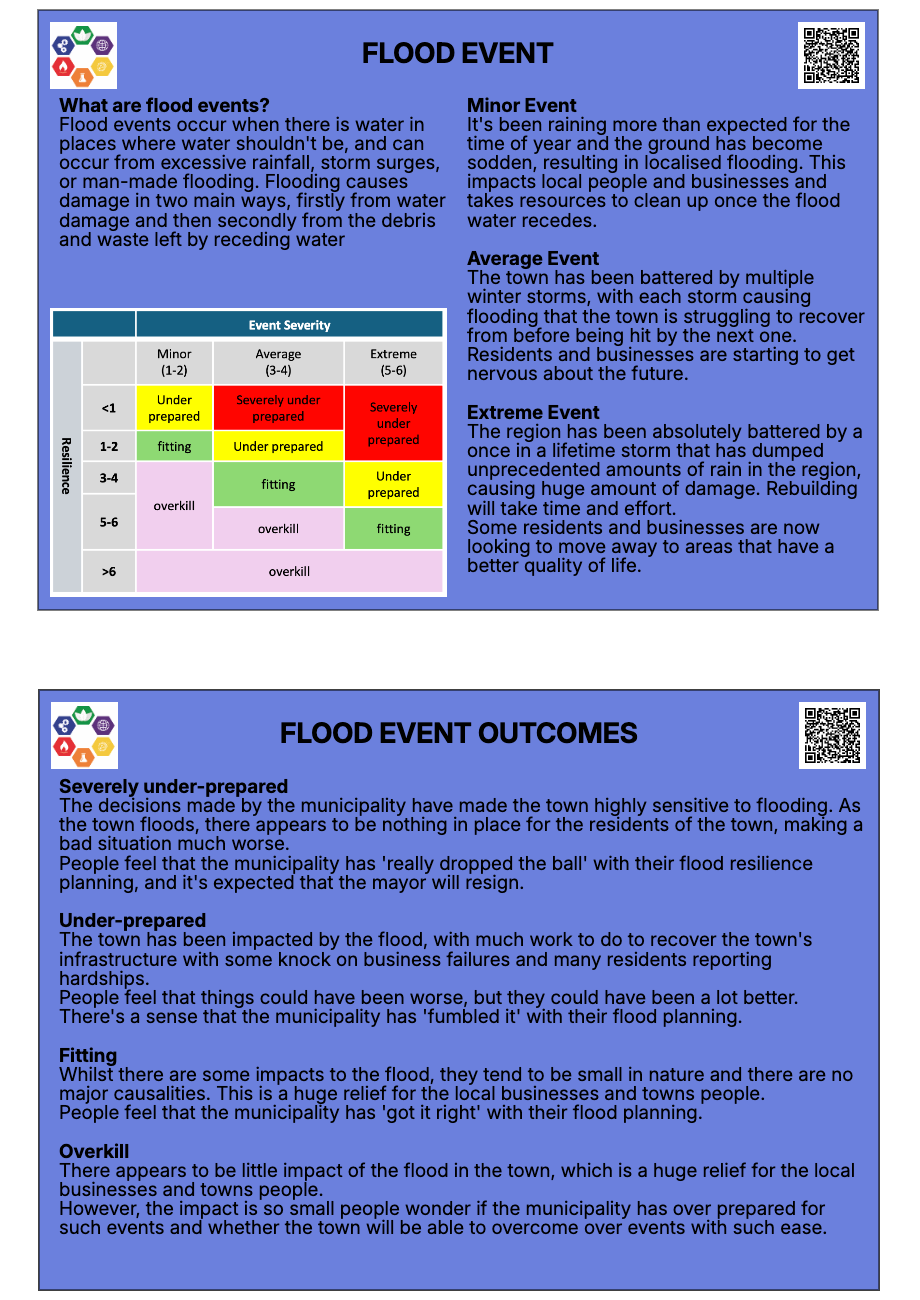 FLOOD EVENT
What are flood events?
Flood events occur when there is water in
places where water shouldn't be, and can
occur from excessive rainfall, storm surges,
or man-made flooding. Flooding causes
damage in two main ways, firstly from water
damage and then secondly from the debris
and waste left by receding water
Event Severity
Resilience
Minor
(1-2)
Average
(3-4)
Extreme
(5-6)
<1
Under
prepared
Severely under
prepared
Severely
under
prepared
1-2
fitting
Under prepared
3-4
overkill
fitting
Under
prepared
5-6
overkill
fitting
>6
overkill
Minor Event
It's been raining more than expected for the
time of year and the ground has become
sodden, resulting in localised flooding. This
impacts local people and businesses and
takes resources to clean up once the flood
water recedes.
Average Event
The town has been battered by multiple
winter storms, with each storm causing
flooding that the town is struggling to recover
from before being hit by the next one.
Residents and businesses are starting to get
nervous about the future.
Extreme Event
The region has been absolutely battered by a
once in a lifetime storm that has dumped
unprecedented amounts of rain in the region,
causing huge amount of damage. Rebuilding
will take time and effort.
Some residents and businesses are now
looking to move away to areas that have a
better quality of life.
FLOOD EVENT OUTCOMES
Severely under-prepared
The decisions made by the municipality have made the town highly sensitive to flooding. As
the town floods, there appears to be nothing in place for the residents of the town, making a
bad situation much worse.
People feel that the municipality has 'really dropped the ball' with their flood resilience
planning, and it's expected that the mayor will resign.
Under-prepared
The town has been impacted by the flood, with much work to do to recover the town's
infrastructure with some knock on business failures and many residents reporting
hardships.
People feel that things could have been worse, but they could have been a lot better.
There's a sense that the municipality has 'fumbled it' with their flood planning.
Fitting
Whilst there are some impacts to the flood, they tend to be small in nature and there are no
major causalities. This is a huge relief for the local businesses and towns people.
People feel that the municipality has 'got it right' with their flood planning.
Overkill
There appears to be little impact of the flood in the town, which is a huge relief for the local
businesses and towns people.
However, the impact is so small people wonder if the municipality has over prepared for
such events and whether the town will be able to overcome over events with such ease.